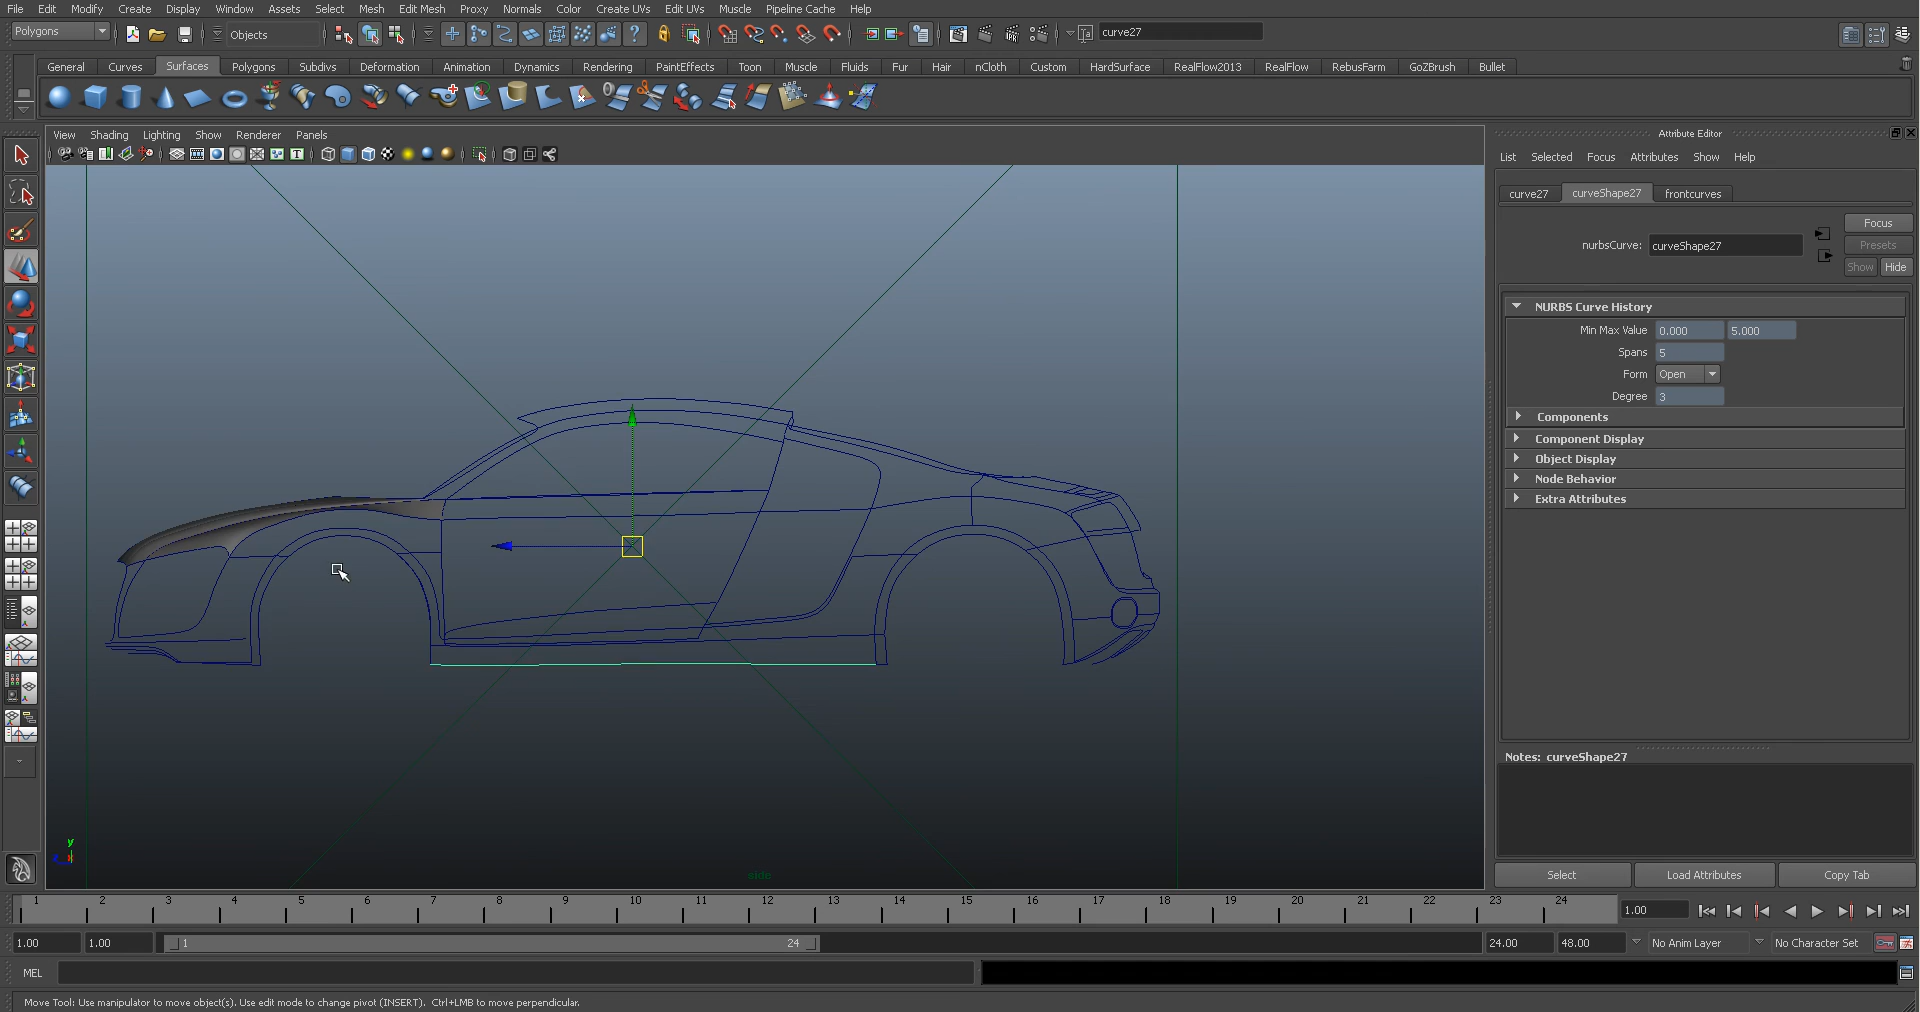 File Edit Modify Create Display Window Assets Select Mesh Edit Mesh Proxy Normals Color Create UVs Edit UVs Muscle Pipeline Cache Help
Polygons Objects curve27
General Curves Surfaces Polygons Subdivs Deformation Animation Dynamics Rendering PaintEffects Toon Muscle Fluids Fur Hair nCloth Custom HardSurface RealFlow2013 RealFlow RebusFarm GoZBrush Bullet
View Shading Lighting Show Renderer Panels
Attribute Editor
List Selected Focus Attributes Show Help
curve27 curveShape27 frontcurves
Focus
nurbsCurve: curveShape27
Presets
Show Hide
NURBS Curve History
Min Max Value 0.000 5.000
Spans 5
Form Open
Degree 3
Components
Component Display
Object Display
Node Behavior
Extra Attributes
Notes: curveShape27
y
side
Select Load Attributes Copy Tab
1 2 3 4 5 6 7 8 9 10 11 12 13 14 15 16 17 18 19 20 21 22 23 24 1.00
1.00 1.00 1 24 24.00 48.00 No Anim Layer No Character Set
MEL
Move Tool: Use manipulator to move object(s). Use edit mode to change pivot (INSERT). Ctrl+LMB to move perpendicular.